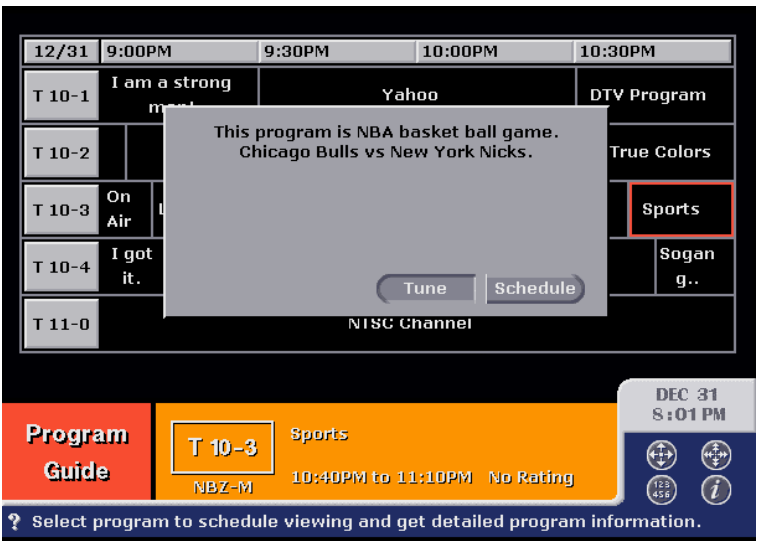 12/31 9:00PM 9:30PM 10:00PM 10:30PM
T 10-1 I am a strong Yahoo DTV Program
This program is NBA basket ball game.
Chicago Bulls vs New York Nicks.
T 10-2 True Colors
T 10-3 On Air Sports
T 10-4 I got it. Sogan g..
Tune Schedule
T 11-0 NTSC Channel
DEC 31
8:01 PM
Program
Guide
T 10-3
NBZ-M
Sports
10:40PM to 11:10PM No Rating
123
456
i
? Select program to schedule viewing and get detailed program information.